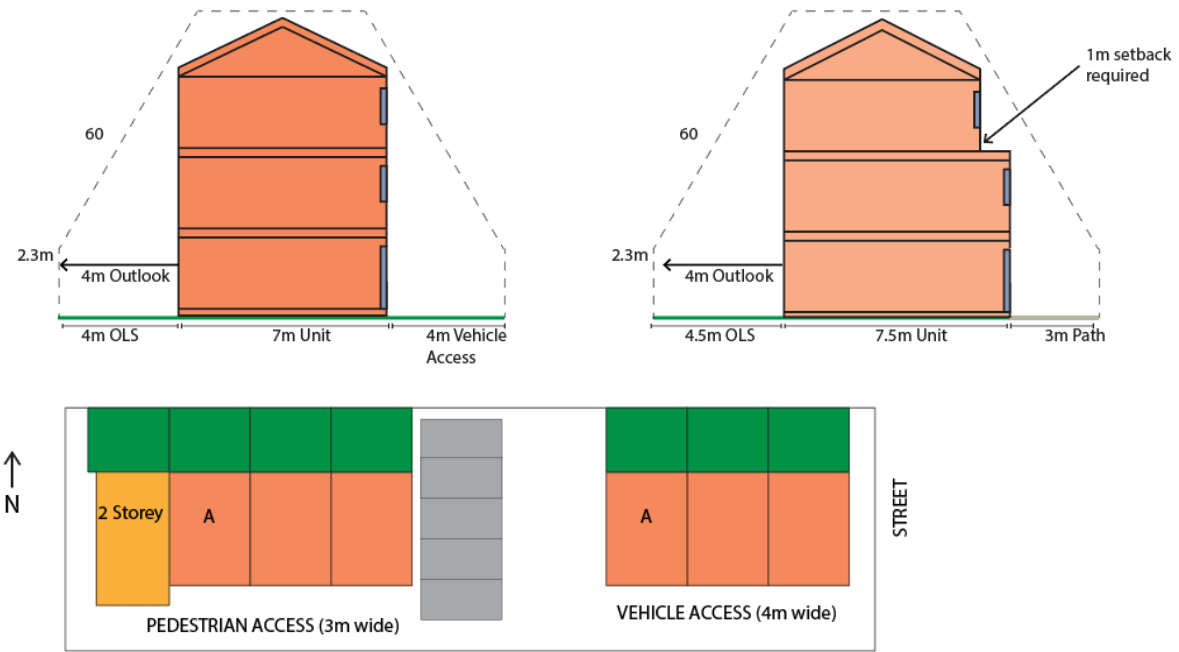 60
2.3m
4m Outlook
4m OLS
7m Unit
4m Vehicle
Access
1m setback
required
60
2.3m
4m Outlook
4.5m OLS
7.5m Unit
3m Path
N
2 Storey
A
A
STREET
PEDESTRIAN ACCESS (3m wide)
VEHICLE ACCESS (4m wide)